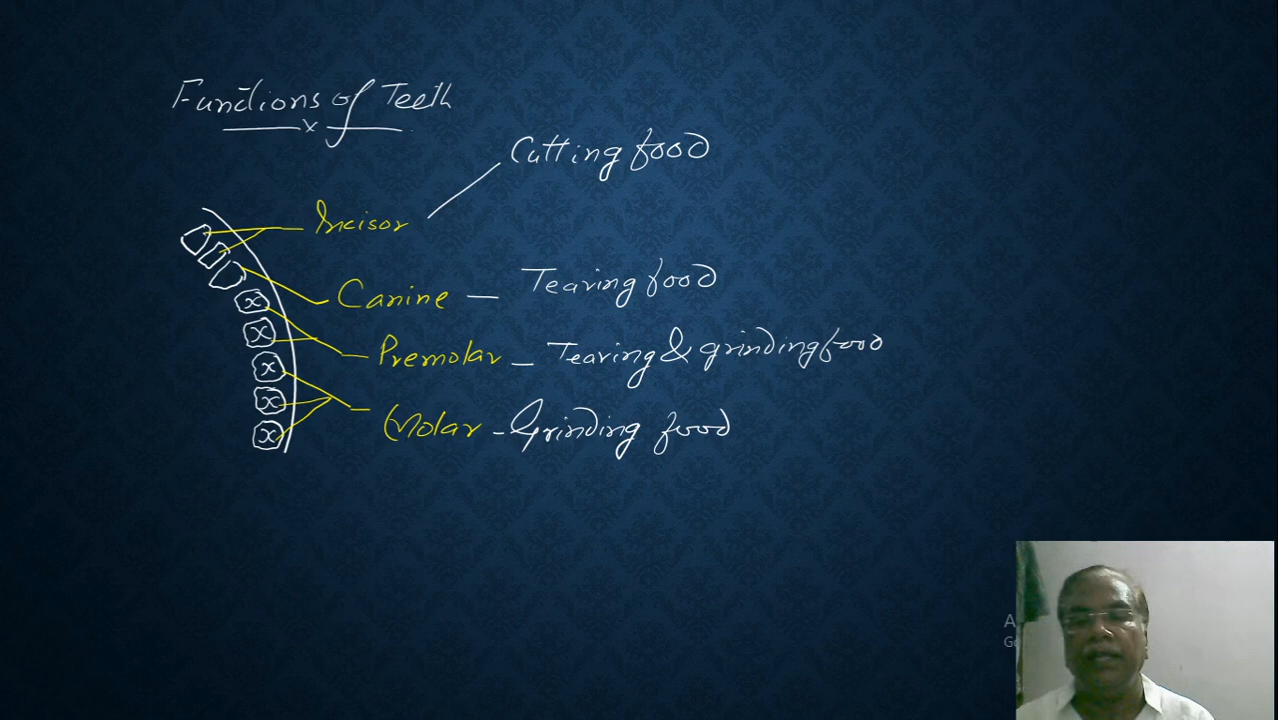 Functions of Teeth
x
Cutting food
Incisor
Canine - Tearing food
Premolar - Tearing & grinding food
Molar - Grinding food
x
x
x
x
x